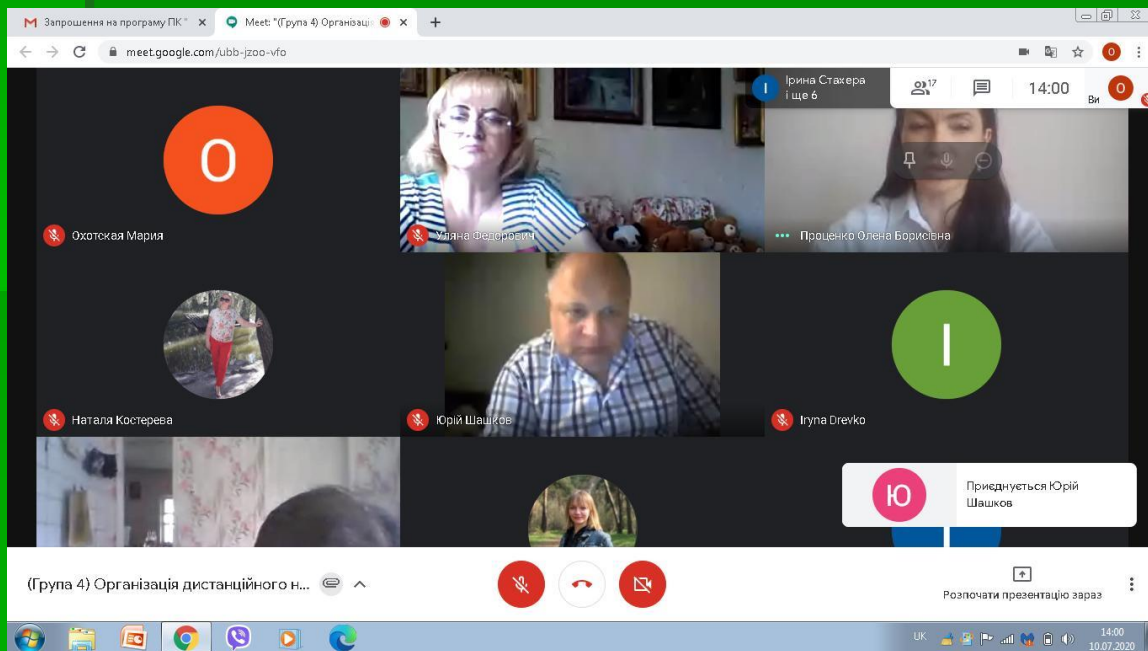 Запрошення на програму ПК "
Meet: "(Група 4) Організаці
meet.google.com/ubb-jzoo-vfo
O
Ірина Стахера
і ще 6
17
14:00
Ви
O
O
I
Охотская Мария
Уляна Федорович
Проценко Олена Борисівна
I
Наталя Костерева
Юрій Шашков
Iryna Drevko
Ю
Приєднується Юрій
Шашков
(Група 4) Організація дистанційного н...
Розпочати презентацію зараз
UK
14:00
10.07.2020